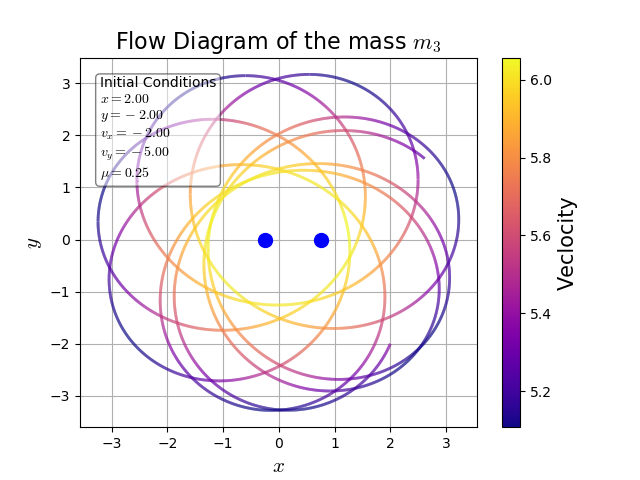 Flow Diagram of the mass m₃
Initial Conditions
x = 2.00
y = −2.00
vₓ = −2.00
v_y = −5.00
μ = 0.25
3
2
1
0
−1
−2
−3
y
−3 −2 −1 0 1 2 3
x
6.0
5.8
5.6
5.4
5.2
Veclocity